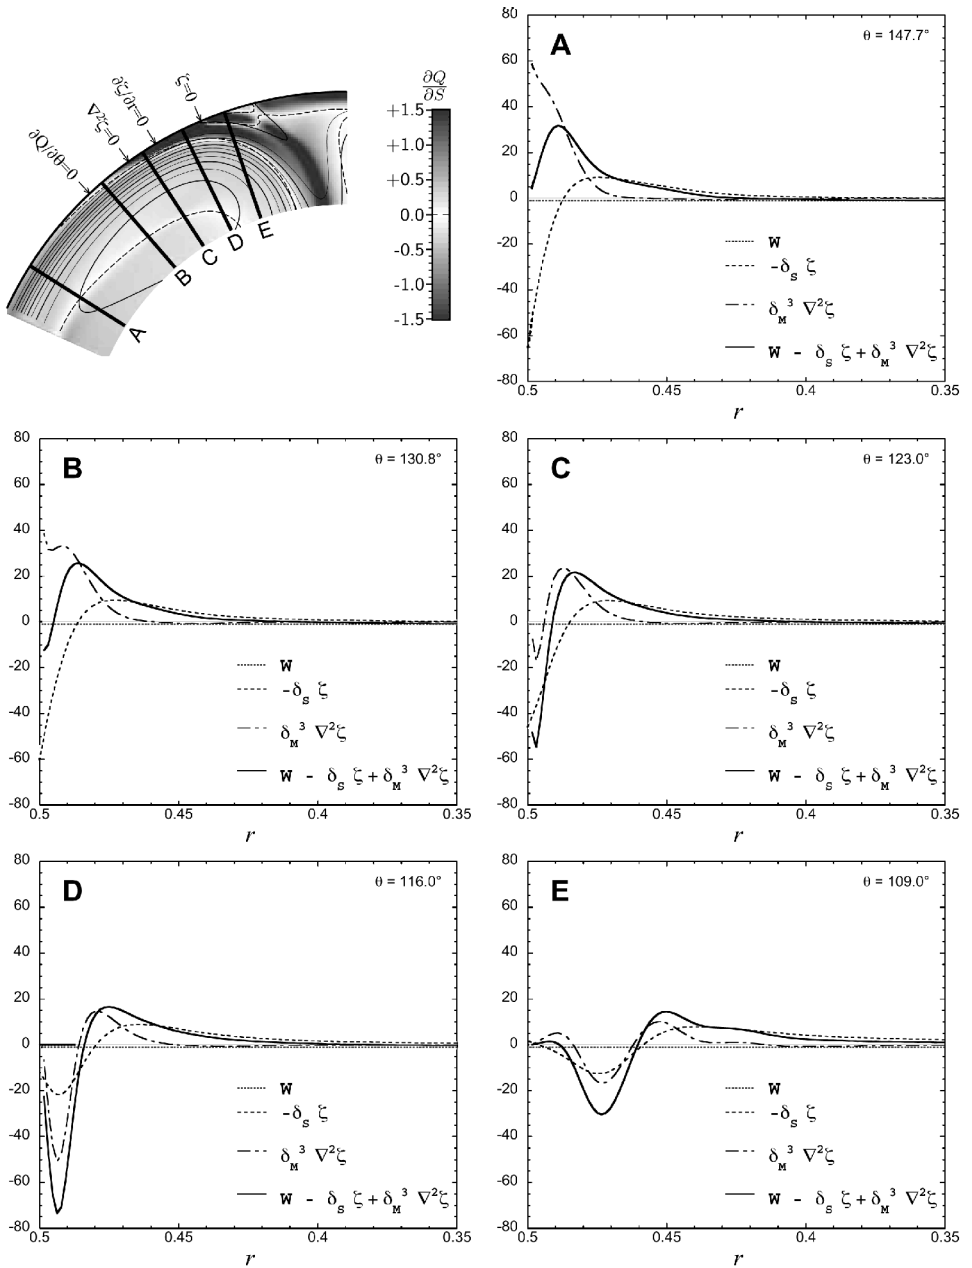 ∂Q/∂θ=0
∇²ζ=0
∂ζ/∂r=0
ζ=0
A
B
C
D
E
∂Q
∂S
+1.5
+1.0
+0.5
0.0
-0.5
-1.0
-1.5
A
θ = 147.7°
80
60
40
20
0
-20
-40
-60
-80
W
-δS ζ
δM³ ∇²ζ
W - δS ζ + δM³ ∇²ζ
0.5 0.45 0.4 0.35
r
B
θ = 130.8°
80
60
40
20
0
-20
-40
-60
-80
W
-δS ζ
δM³ ∇²ζ
W - δS ζ + δM³ ∇²ζ
0.5 0.45 0.4 0.35
r
C
θ = 123.0°
80
60
40
20
0
-20
-40
-60
-80
W
-δS ζ
δM³ ∇²ζ
W - δS ζ + δM³ ∇²ζ
0.5 0.45 0.4 0.35
r
D
θ = 116.0°
80
60
40
20
0
-20
-40
-60
-80
W
-δS ζ
δM³ ∇²ζ
W - δS ζ + δM³ ∇²ζ
0.5 0.45 0.4 0.35
r
E
θ = 109.0°
80
60
40
20
0
-20
-40
-60
-80
W
-δS ζ
δM³ ∇²ζ
W - δS ζ + δM³ ∇²ζ
0.5 0.45 0.4 0.35
r